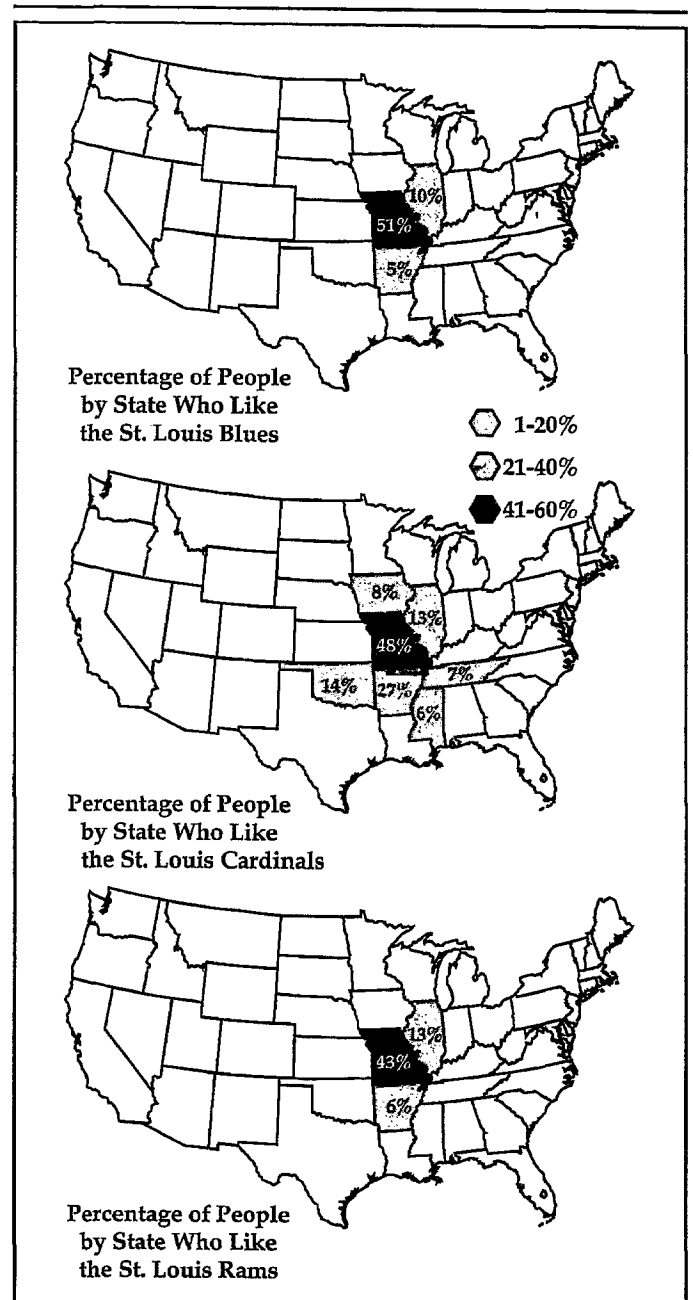 10%
51%
5%
Percentage of People
by State Who Like
the St. Louis Blues
1-20%
21-40%
41-60%
8%
13%
48%
7%
14%
27%
6%
Percentage of People
by State Who Like
the St. Louis Cardinals
13%
43%
6%
Percentage of People
by State Who Like
the St. Louis Rams